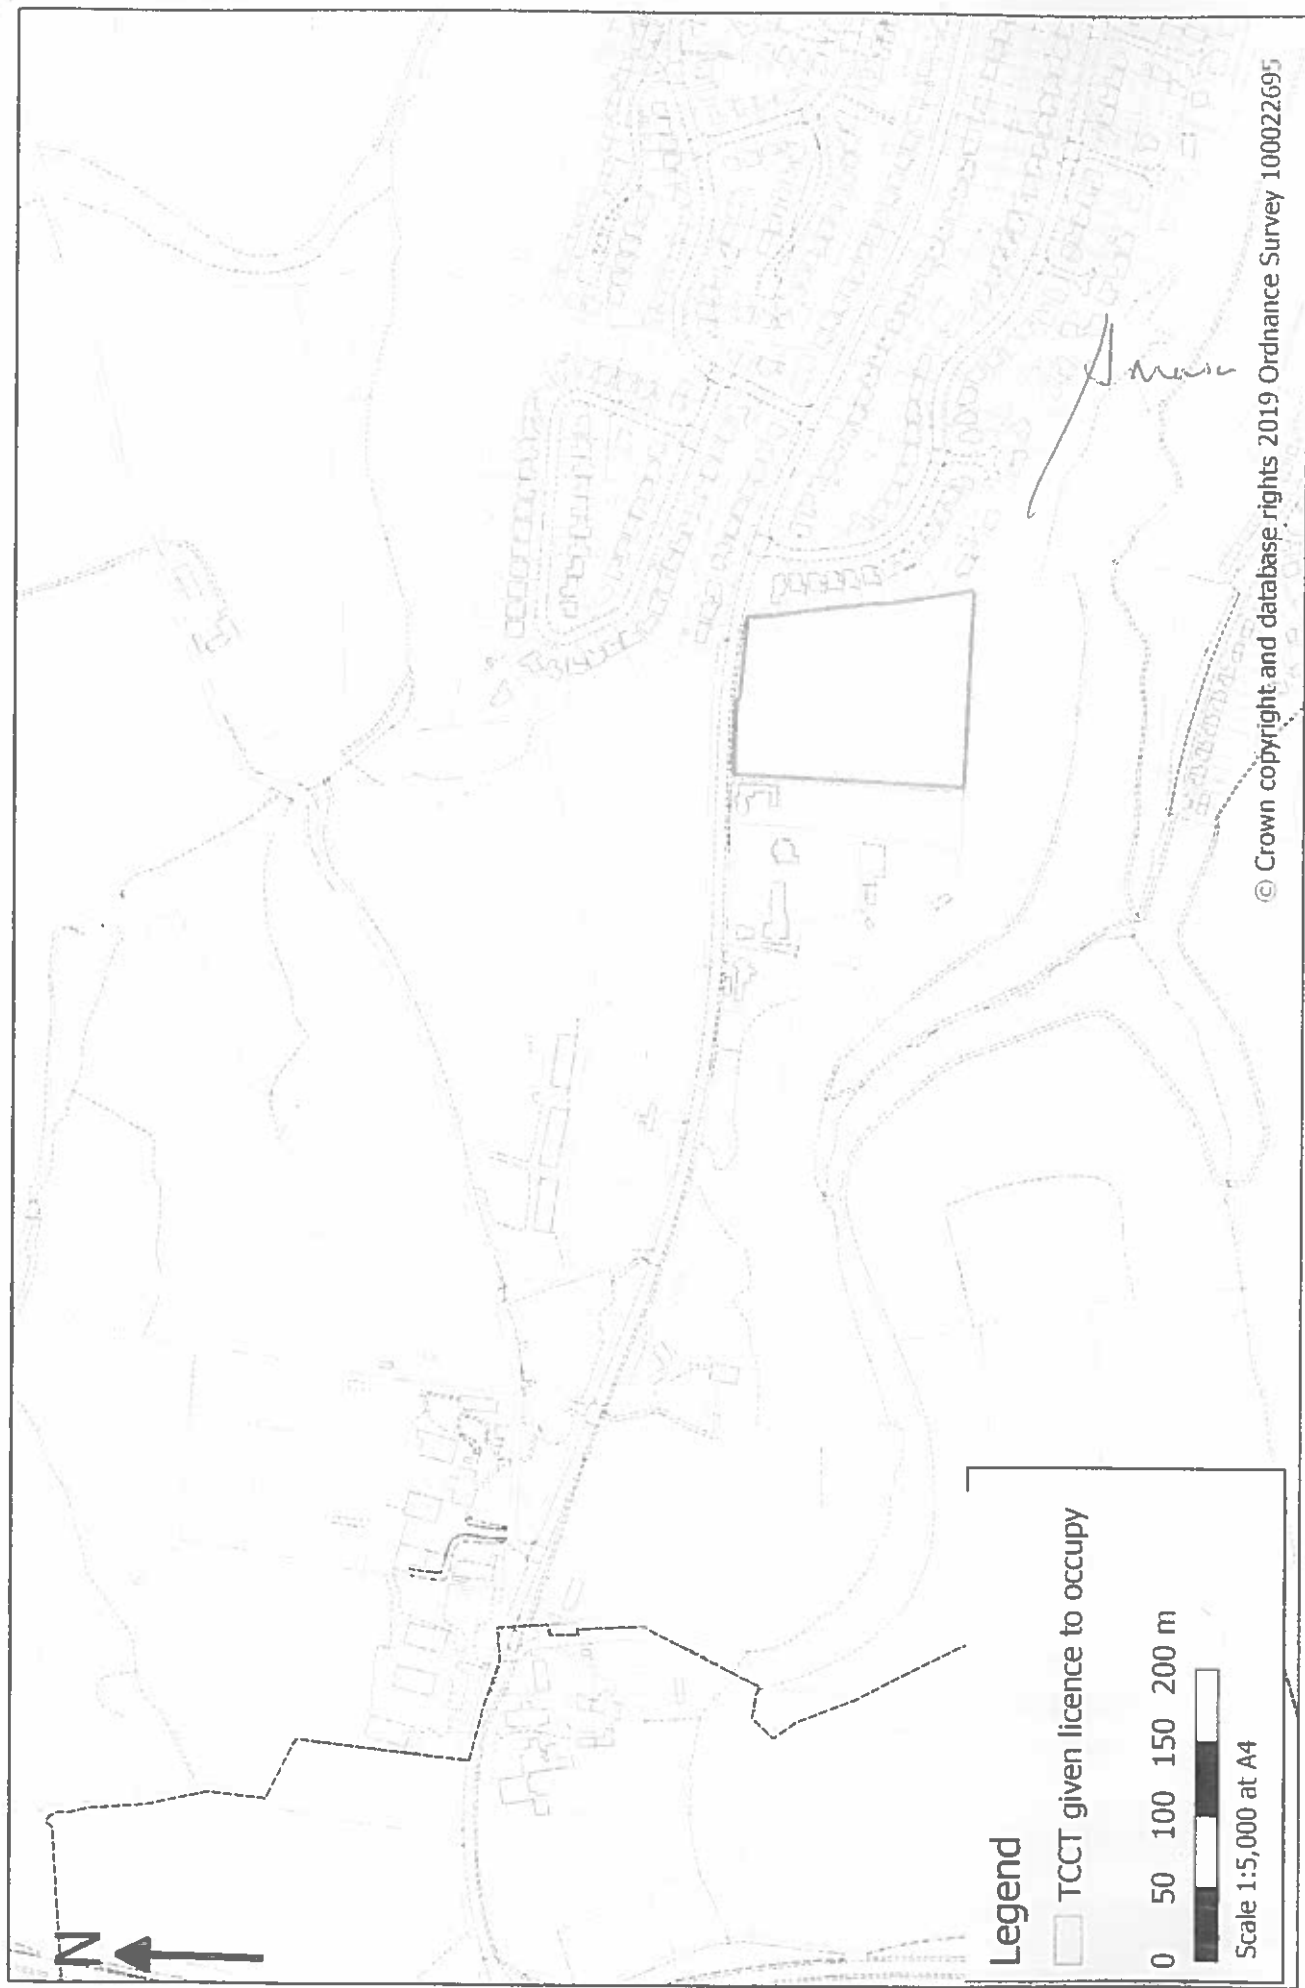 N
Legend
TCCT given licence to occupy
0 50 100 150 200 m
Scale 1:5,000 at A4
© Crown copyright and database rights 2019 Ordnance Survey 100022695